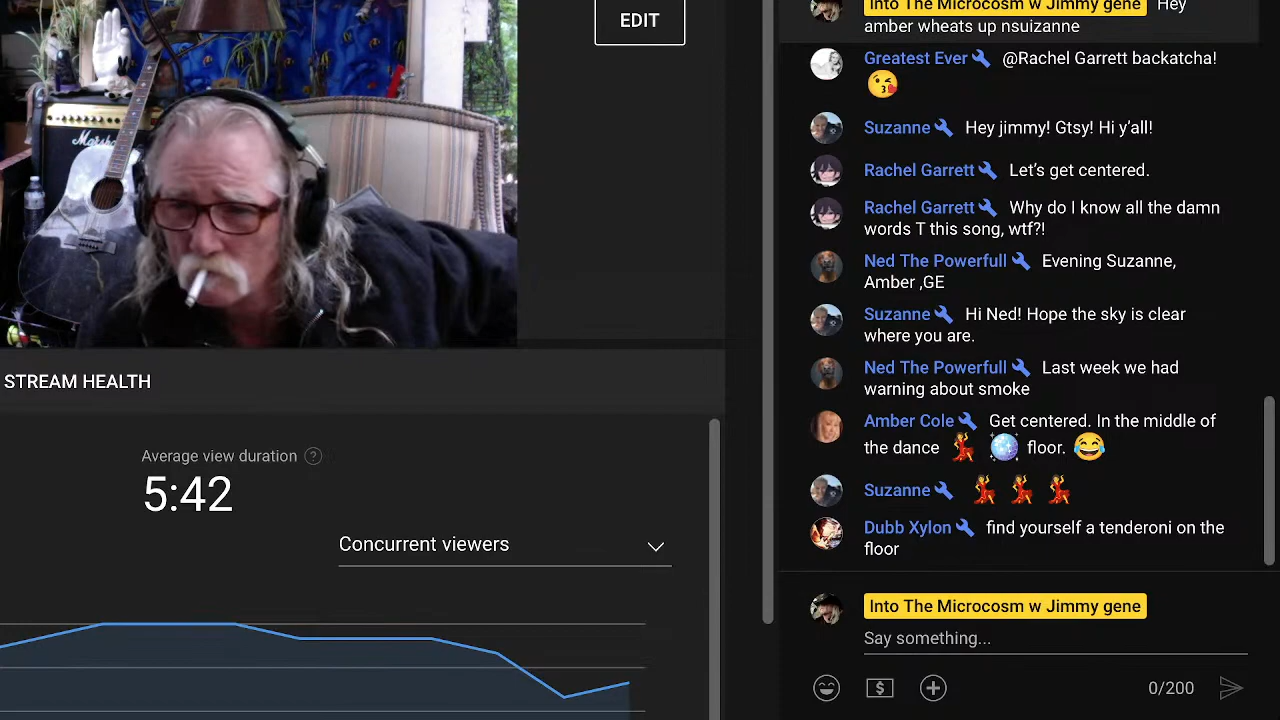 Into The Microcosm w Jimmy gene Hey
amber wheats up nsuizanne
EDIT
Greatest Ever @Rachel Garrett backatcha!
😘
Marshall
Suzanne Hey jimmy! Gtsy! Hi y'all!
Rachel Garrett Let's get centered.
Rachel Garrett Why do I know all the damn
words T this song, wtf?!
Ned The Powerfull Evening Suzanne,
Amber ,GE
Suzanne Hi Ned! Hope the sky is clear
where you are.
Ned The Powerfull Last week we had
warning about smoke
Amber Cole Get centered. In the middle of
the dance 💃 🪩 floor. 😂
Suzanne 💃 💃 💃
Dubb Xylon find yourself a tenderoni on the
floor
STREAM HEALTH
Average view duration ?
5:42
Concurrent viewers
Into The Microcosm w Jimmy gene
Say something...
0/200